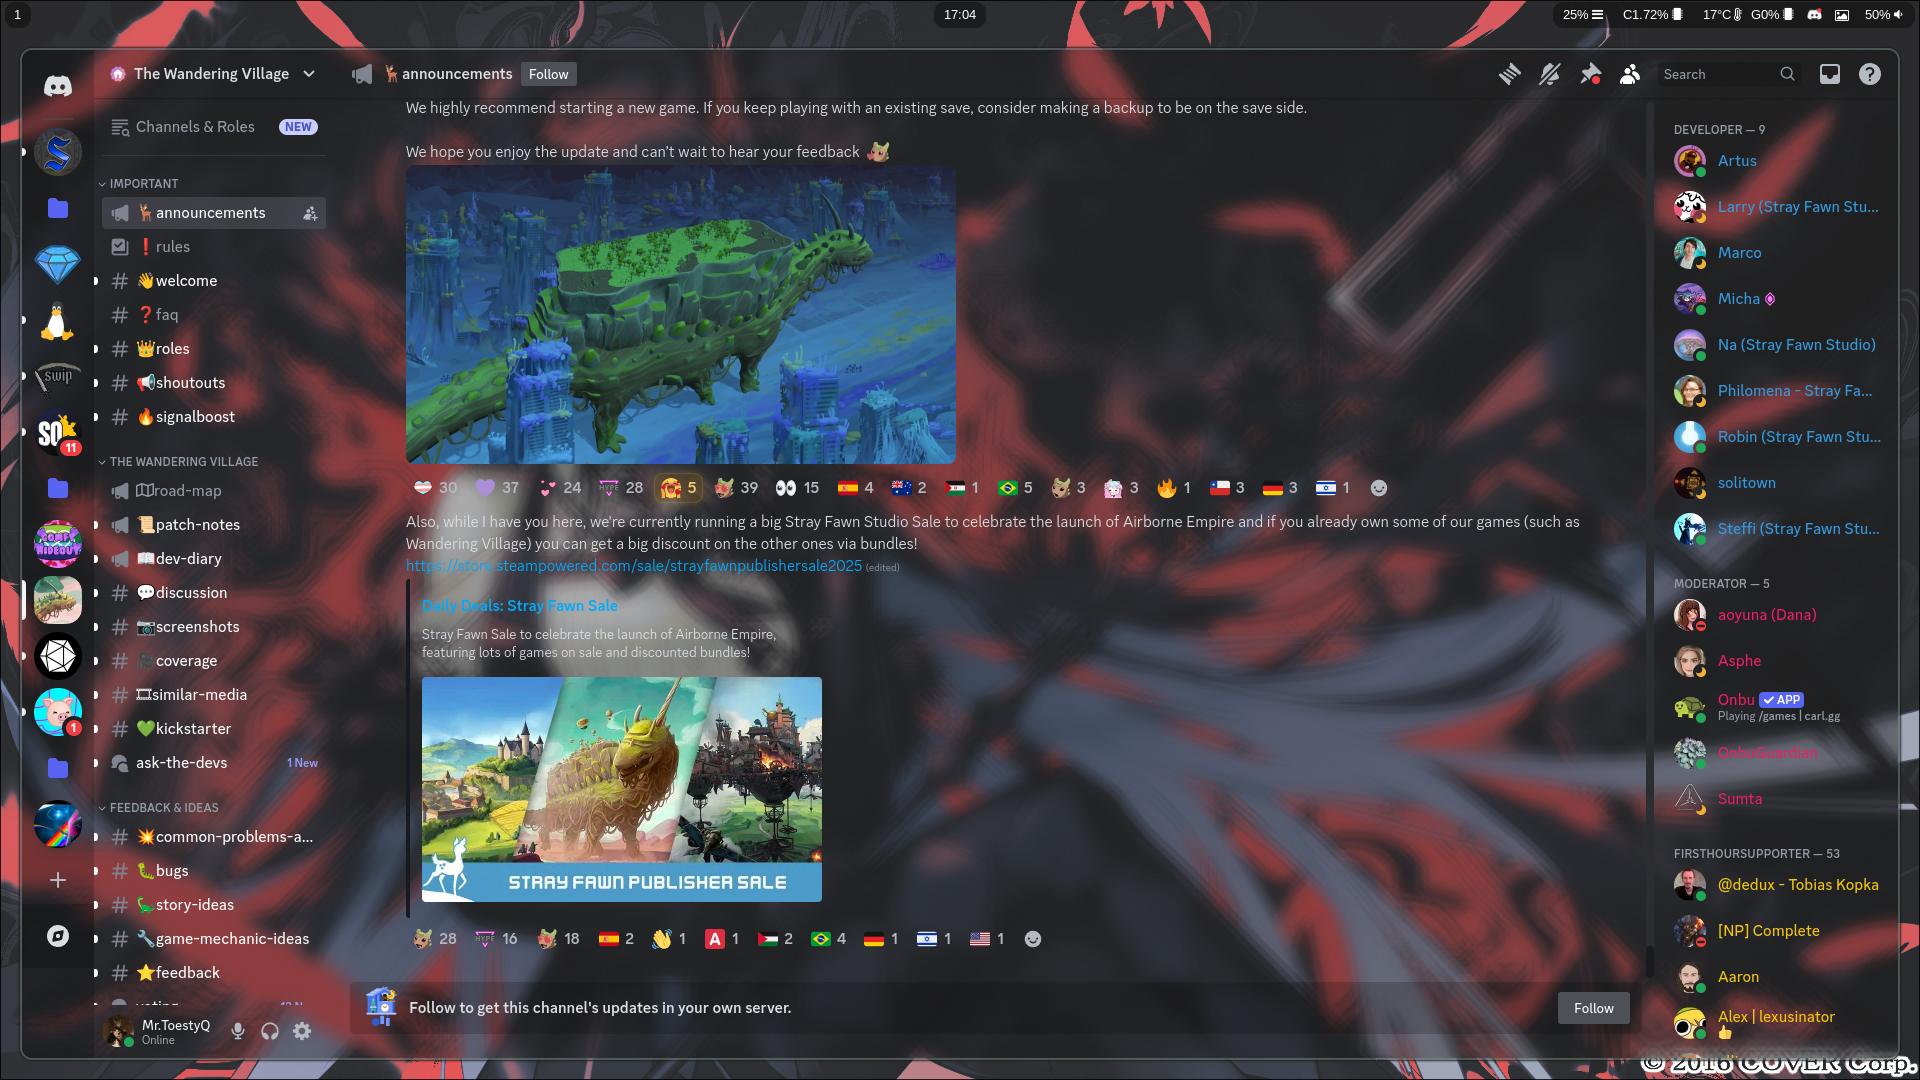 1
17:04
25%
C1.72%
17°C
G0%
50%
The Wandering Village
announcements
Follow
Search
Channels & Roles
NEW
IMPORTANT
announcements
rules
welcome
faq
roles
shoutouts
signalboost
THE WANDERING VILLAGE
road-map
patch-notes
dev-diary
discussion
screenshots
coverage
similar-media
kickstarter
ask-the-devs
1 New
FEEDBACK & IDEAS
common-problems-a...
bugs
story-ideas
game-mechanic-ideas
feedback
voting
Mr.ToestyQ
Online
swip
11
COMFY
HIDEOUT
1
We highly recommend starting a new game. If you keep playing with an existing save, consider making a backup to be on the save side.
We hope you enjoy the update and can't wait to hear your feedback
30 37 24 HYPE 28 5 39 15 4 2 1 5 3 3 1 3 3 1
Also, while I have you here, we're currently running a big Stray Fawn Studio Sale to celebrate the launch of Airborne Empire and if you already own some of our games (such as
Wandering Village) you can get a big discount on the other ones via bundles!
https://store.steampowered.com/sale/strayfawnpublishersale2025 (edited)
Daily Deals: Stray Fawn Sale
Stray Fawn Sale to celebrate the launch of Airborne Empire,
featuring lots of games on sale and discounted bundles!
STRAY FAWN PUBLISHER SALE
28 HYPE 16 18 2 1 A 1 2 4 1 1 1
Follow to get this channel's updates in your own server.
Follow
DEVELOPER — 9
Artus
Larry (Stray Fawn Stu...
Marco
Micha
Na (Stray Fawn Studio)
Philomena - Stray Fa...
Robin (Stray Fawn Stu...
solitown
Steffi (Stray Fawn Stu...
MODERATOR — 5
aoyuna (Dana)
Asphe
Onbu
APP
Playing /games | carl.gg
OnbuGuardian
Sumta
FIRSTHOURSUPPORTER — 53
@dedux - Tobias Kopka
[NP] Complete
Aaron
Alex | lexusinator
© 2016 COVER Corp.